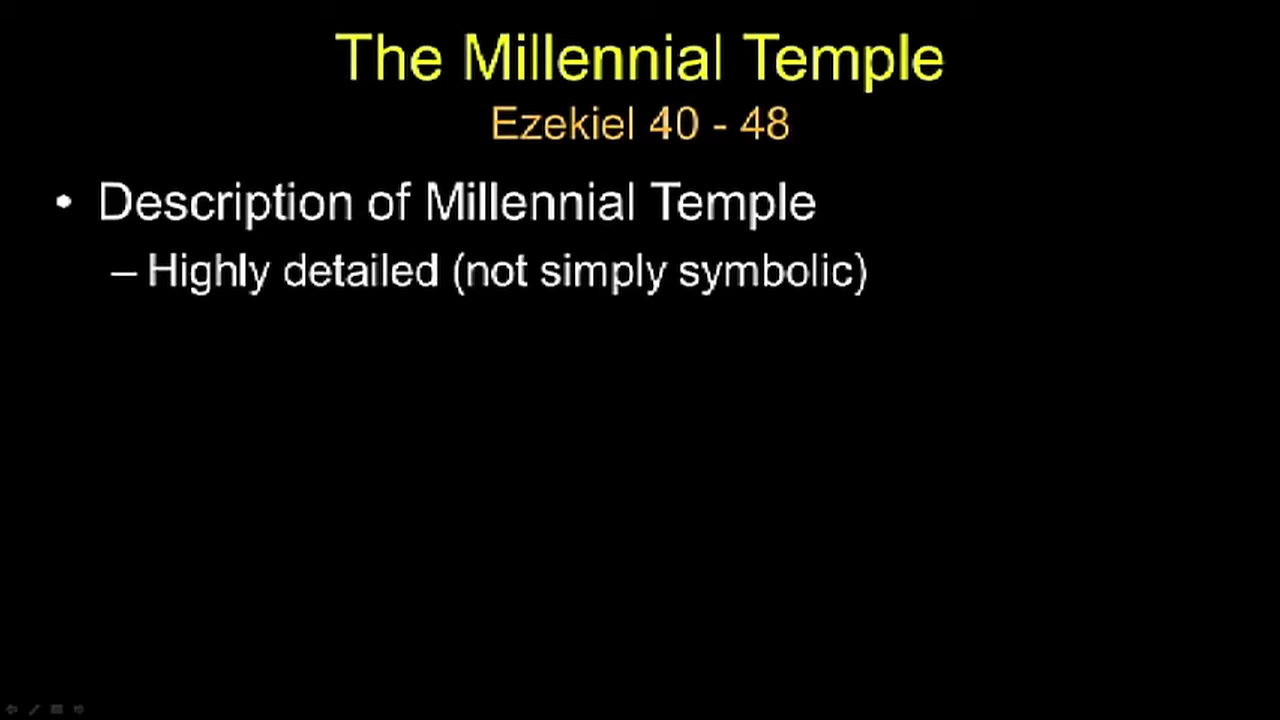 The Millennial Temple
Ezekiel 40 - 48
• Description of Millennial Temple
– Highly detailed (not simply symbolic)